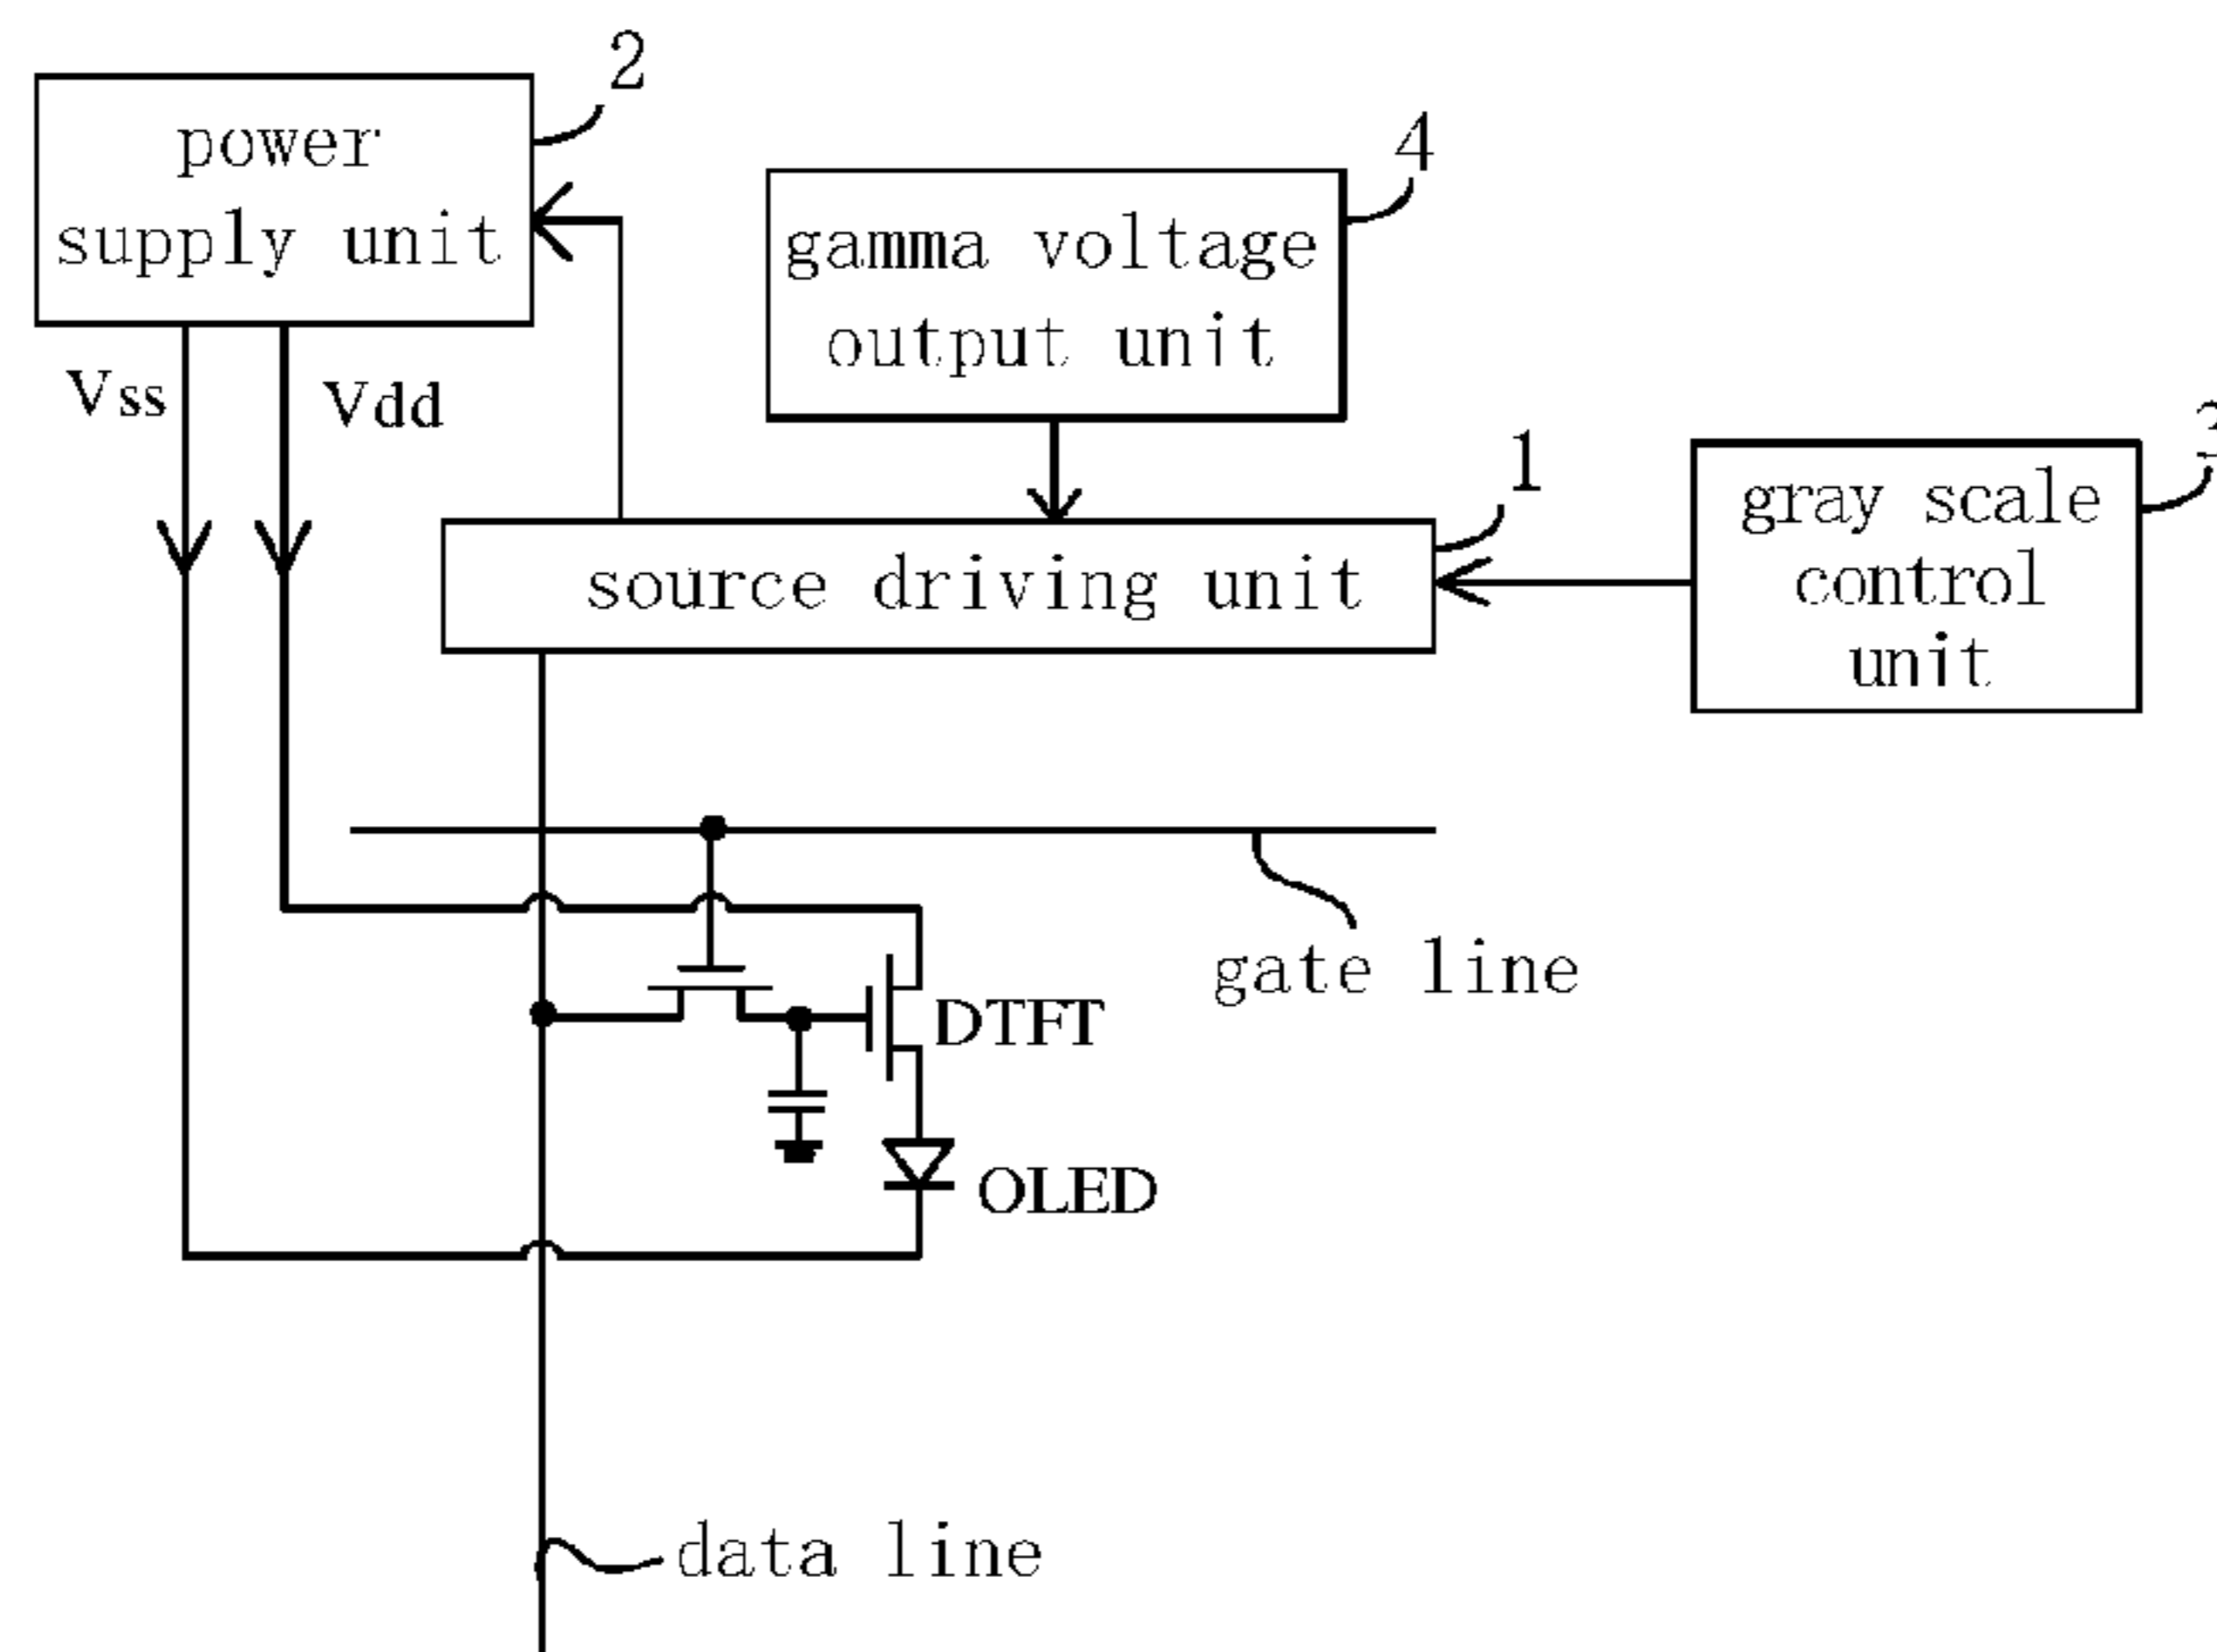 2
power
supply unit
4
gamma voltage
output unit
Vss
Vdd
1
source driving unit
gray scale
control
unit
gate line
DTFT
OLED
data line